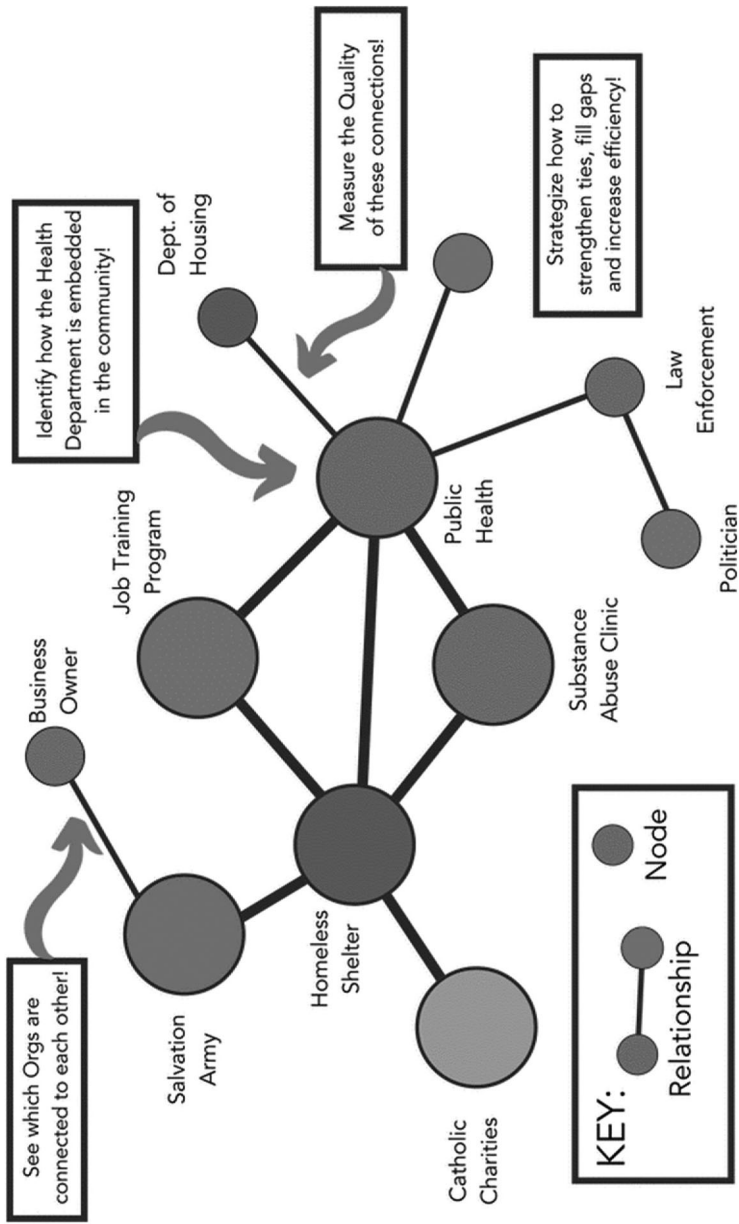 See which Orgs are
connected to each other!
Identify how the Health
Department is embedded
in the community!
Measure the Quality
of these connections!
Strategize how to
strengthen ties, fill gaps
and increase efficiency!
Business
Owner
Job Training
Program
Dept. of
Housing
Salvation
Army
Homeless
Shelter
Public
Health
Catholic
Charities
Substance
Abuse Clinic
Law
Enforcement
Politician
KEY:
Relationship
Node